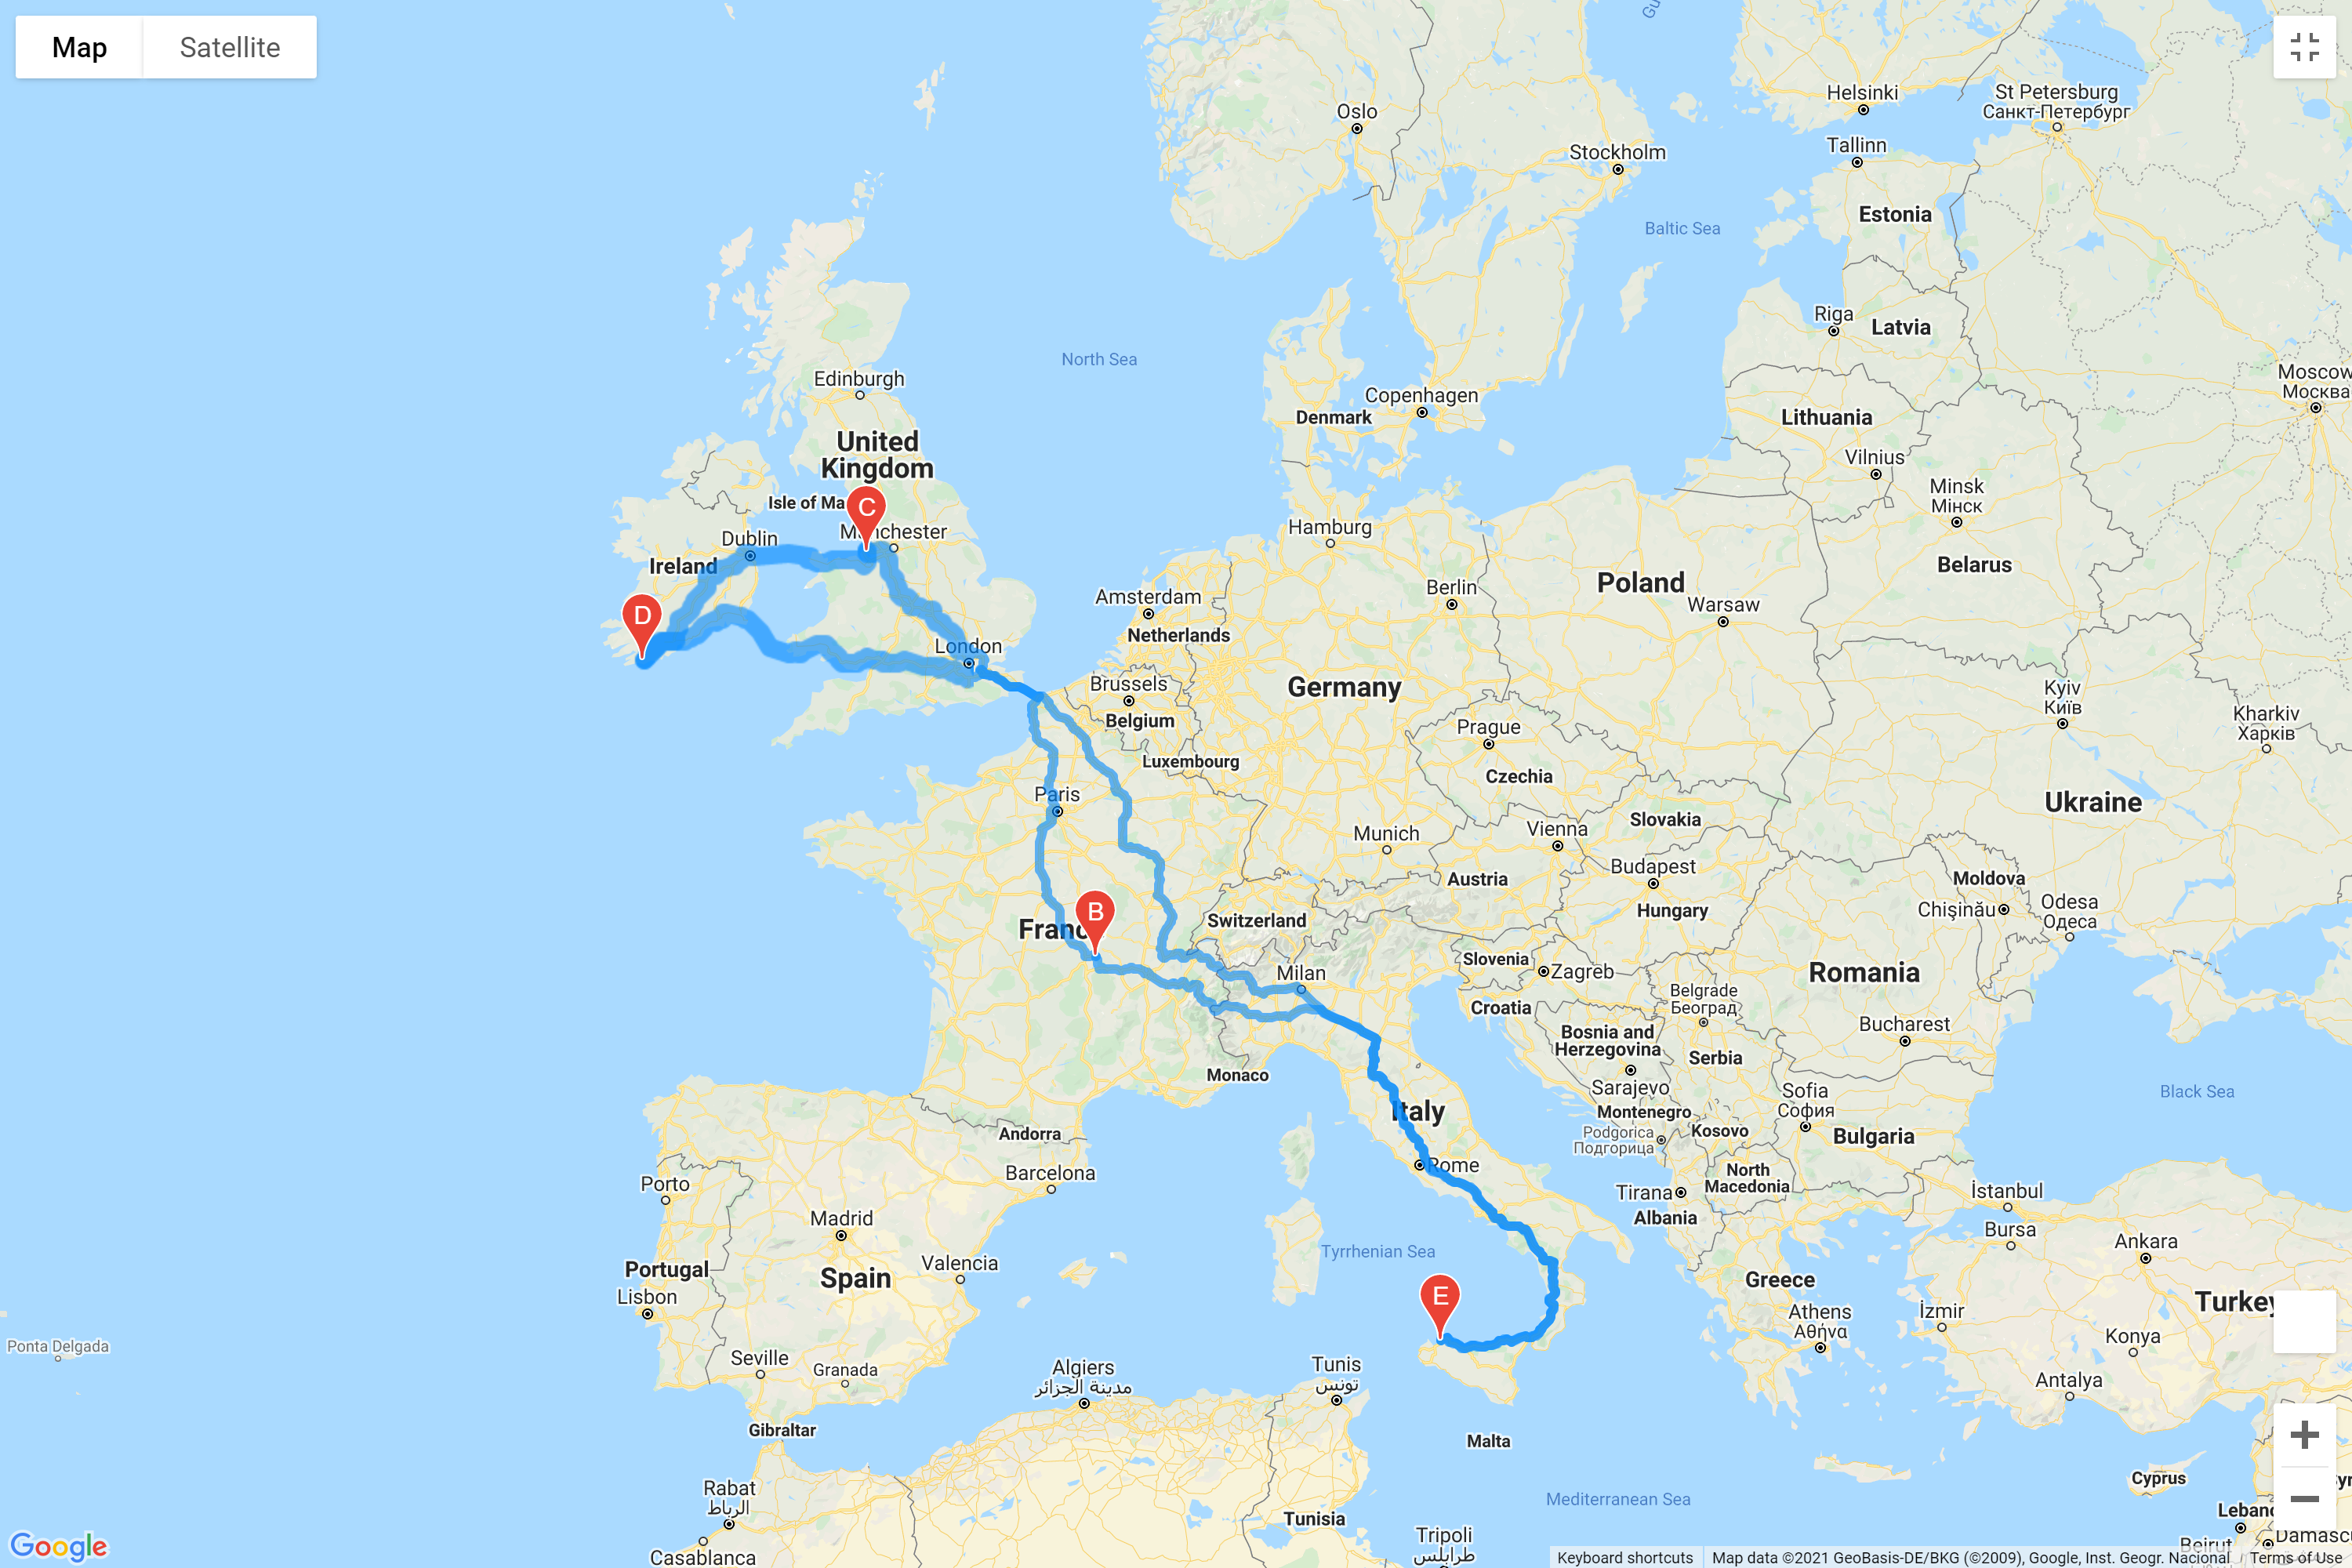 Map
Satellite
Oslo
Helsinki
St Petersburg
Санкт-Петербург
Tallinn
Stockholm
Estonia
Baltic Sea
Riga
Latvia
North Sea
Edinburgh
Copenhagen
Moscow
Москва
Denmark
Lithuania
United
Kingdom
Vilnius
Minsk
Мінск
Isle of Ma
C
Manchester
Hamburg
Dublin
Ireland
Belarus
Berlin
Poland
Amsterdam
Warsaw
D
Netherlands
London
Brussels
Germany
Kyiv
Київ
Belgium
Kharkiv
Харків
Prague
Luxembourg
Czechia
Paris
Ukraine
Slovakia
Munich
Vienna
Budapest
Austria
Moldova
B
France
Switzerland
Hungary
Chișinău
Odesa
Одеса
Slovenia
Zagreb
Milan
Romania
Belgrade
Београд
Croatia
Bucharest
Bosnia and
Herzegovina
Serbia
Monaco
Sarajevo
Sofia
София
Black Sea
Italy
Montenegro
Kosovo
Podgorica
Подгорица
Bulgaria
Andorra
Barcelona
Rome
North
Macedonia
Porto
Tirana
İstanbul
Madrid
Albania
Bursa
Ankara
Tyrrhenian Sea
Valencia
Portugal
Spain
Greece
Lisbon
E
Athens
Αθήνα
İzmir
Turkey
Konya
Ponta Delgada
Seville
Granada
Algiers
مدينة الجزائر
Tunis
تونس
Antalya
Gibraltar
Malta
Rabat
الرباط
Cyprus
Mediterranean Sea
Tunisia
Tripoli
طرابلس
Lebano
Damascu
Beirut
Casablanca
Google
Keyboard shortcuts
Map data ©2021 GeoBasis-DE/BKG (©2009), Google, Inst. Geogr. Nacional
Terms of Use